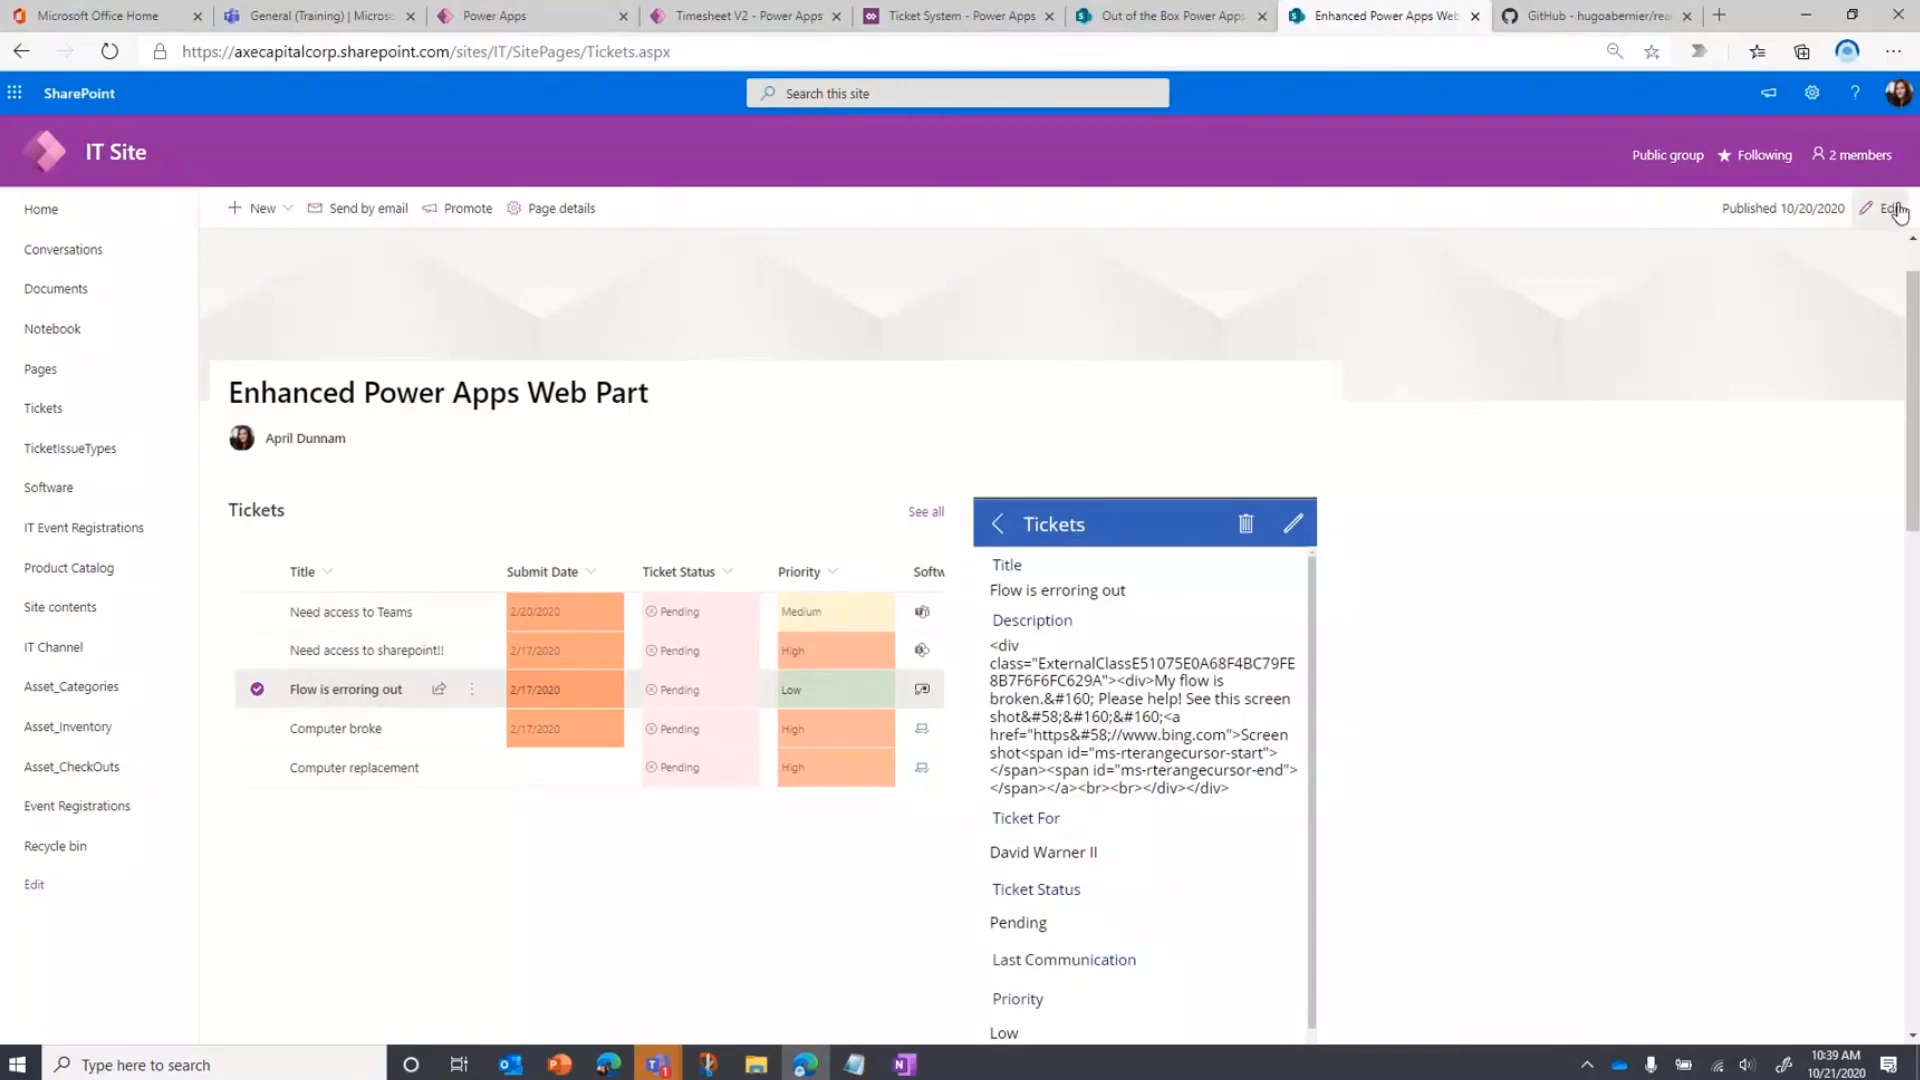 Microsoft Office Home
General (Training) | Micros
Power Apps
Timesheet V2 - Power Apps
Ticket System - Power Apps
Out of the Box Power Apps
Enhanced Power Apps Web
GitHub - hugoabernier/rea
https://axecapitalcorp.sharepoint.com/sites/IT/SitePages/Tickets.aspx
SharePoint
Search this site
IT Site
Public group
Following
2 members
Home
Conversations
Documents
Notebook
Pages
Tickets
TicketIssueTypes
Software
IT Event Registrations
Product Catalog
Site contents
IT Channel
Asset_Categories
Asset_Inventory
Asset_CheckOuts
Event Registrations
Recycle bin
Edit
New
Send by email
Promote
Page details
Published 10/20/2020
Enhanced Power Apps Web Part
April Dunnam
Tickets
See all
Title
Submit Date
Ticket Status
Priority
Softw
Need access to Teams
2/20/2020
Pending
Medium
Need access to sharepoint!!
2/17/2020
Pending
High
Flow is erroring out
2/17/2020
Pending
Low
Computer broke
2/17/2020
Pending
High
Computer replacement
Pending
High
Tickets
Title
Flow is erroring out
Description
<div
class="ExternalClassE51075E0A68F4BC79FE
8B7F6F6FC629A"><div>My flow is
broken.&#160; Please help! See this screen
shot&#58;&#160;&#160;<a
href="https&#58;//www.bing.com">Screen
shot<span id="ms-rterangecursor-start">
</span><span id="ms-rterangecursor-end">
</span></a><br><br></div></div>
Ticket For
David Warner II
Ticket Status
Pending
Last Communication
Priority
Low
Type here to search
10:39 AM
10/21/2020